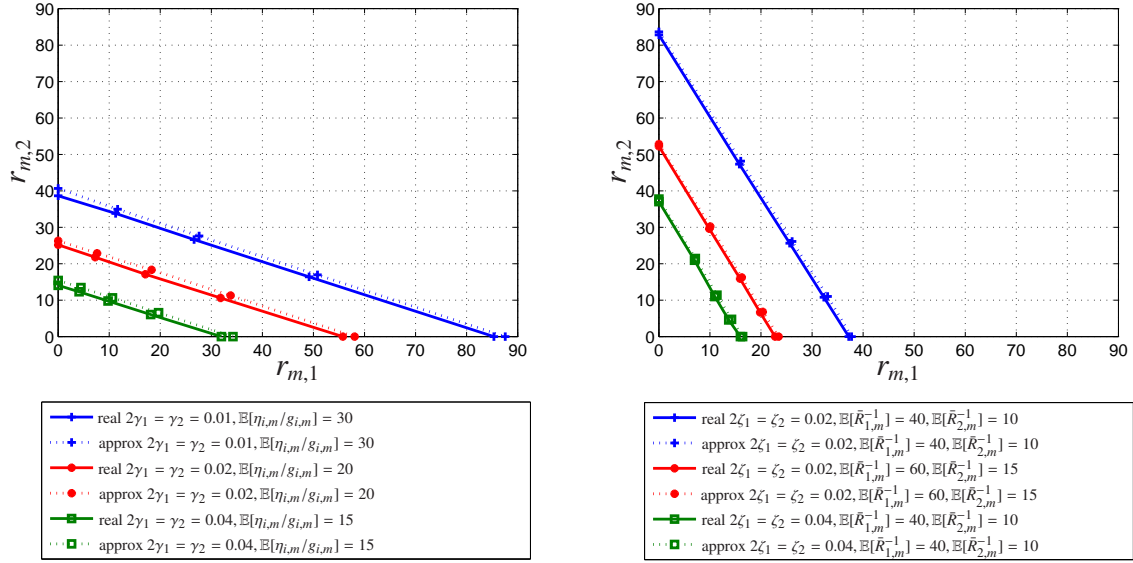 90
80
70
60
50
40
30
20
10
0
r_{m,2}
0 10 20 30 40 50 60 70 80 90
r_{m,1}
real 2γ₁ = γ₂ = 0.01, 𝔼[η_{i,m}/g_{i,m}] = 30
approx 2γ₁ = γ₂ = 0.01, 𝔼[η_{i,m}/g_{i,m}] = 30
real 2γ₁ = γ₂ = 0.02, 𝔼[η_{i,m}/g_{i,m}] = 20
approx 2γ₁ = γ₂ = 0.02, 𝔼[η_{i,m}/g_{i,m}] = 20
real 2γ₁ = γ₂ = 0.04, 𝔼[η_{i,m}/g_{i,m}] = 15
approx 2γ₁ = γ₂ = 0.04, 𝔼[η_{i,m}/g_{i,m}] = 15
90
80
70
60
50
40
30
20
10
0
r_{m,2}
0 10 20 30 40 50 60 70 80 90
r_{m,1}
real 2ζ₁ = ζ₂ = 0.02, 𝔼[R̄_{1,m}^{-1}] = 40, 𝔼[R̄_{2,m}^{-1}] = 10
approx 2ζ₁ = ζ₂ = 0.02, 𝔼[R̄_{1,m}^{-1}] = 40, 𝔼[R̄_{2,m}^{-1}] = 10
real 2ζ₁ = ζ₂ = 0.02, 𝔼[R̄_{1,m}^{-1}] = 60, 𝔼[R̄_{2,m}^{-1}] = 15
approx 2ζ₁ = ζ₂ = 0.02, 𝔼[R̄_{1,m}^{-1}] = 60, 𝔼[R̄_{2,m}^{-1}] = 15
real 2ζ₁ = ζ₂ = 0.04, 𝔼[R̄_{1,m}^{-1}] = 40, 𝔼[R̄_{2,m}^{-1}] = 10
approx 2ζ₁ = ζ₂ = 0.04, 𝔼[R̄_{1,m}^{-1}] = 40, 𝔼[R̄_{2,m}^{-1}] = 10